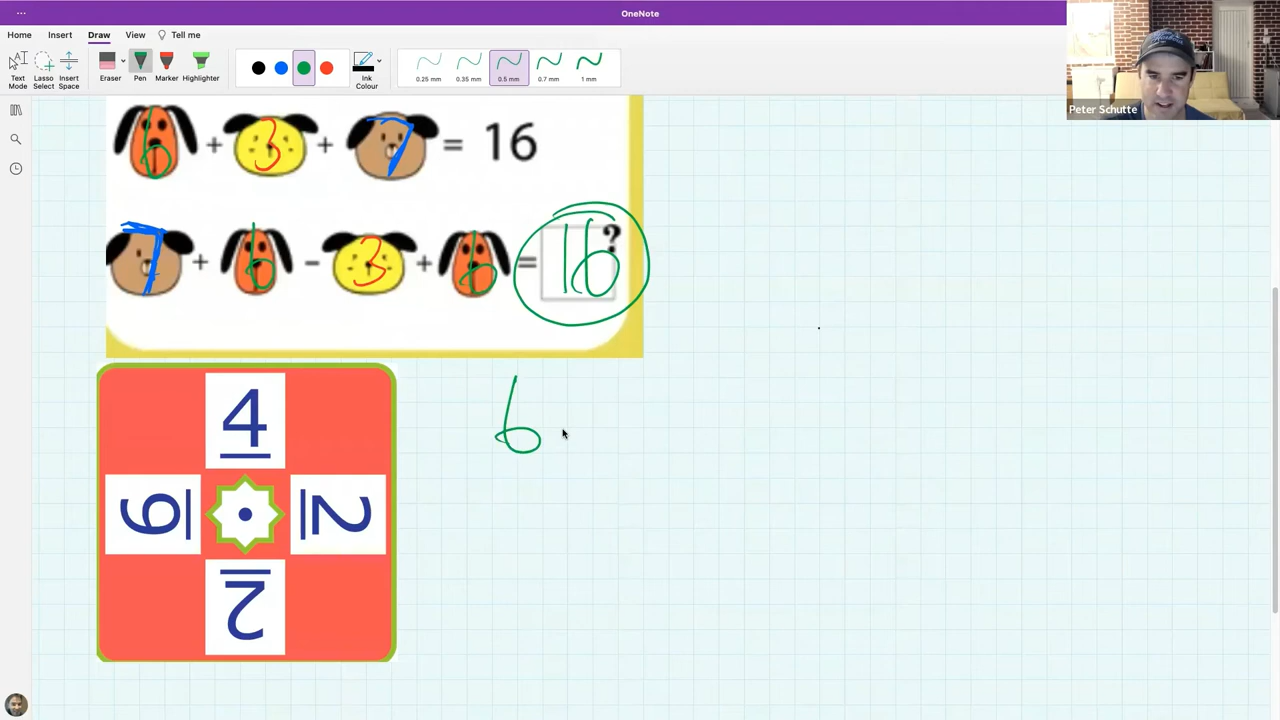 OneNote
Home Insert Draw View Tell me
Text Mode
Lasso Select
Insert Space
Eraser
Pen
Marker
Highlighter
Colour
.25 mm
0.35 mm
0.5 mm
0.7 mm
1 mm
Peter Schutte
6 + 3 + 7 = 16
7 + 6 - 3 + 6 = 16 ?
4
6
2
2
6